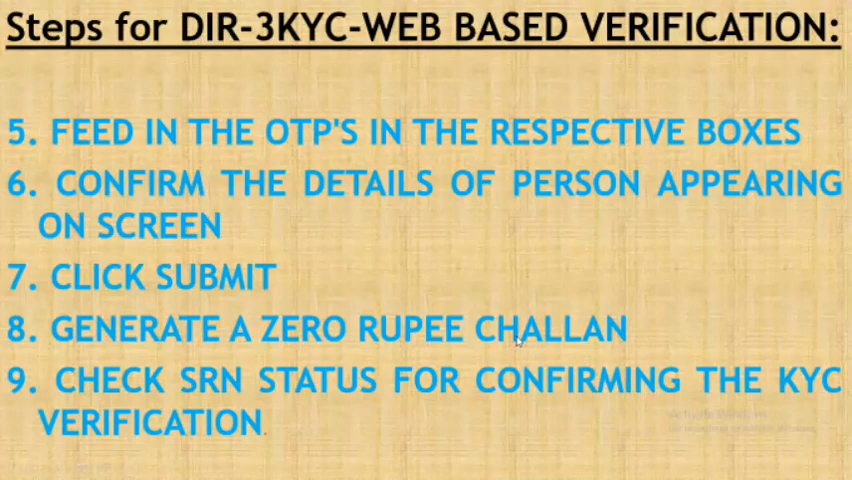 Steps for DIR-3KYC-WEB BASED VERIFICATION:
5. FEED IN THE OTP'S IN THE RESPECTIVE BOXES
6. CONFIRM THE DETAILS OF PERSON APPEARING
ON SCREEN
7. CLICK SUBMIT
8. GENERATE A ZERO RUPEE CHALLAN
9. CHECK SRN STATUS FOR CONFIRMING THE KYC
VERIFICATION.
Activate Windows